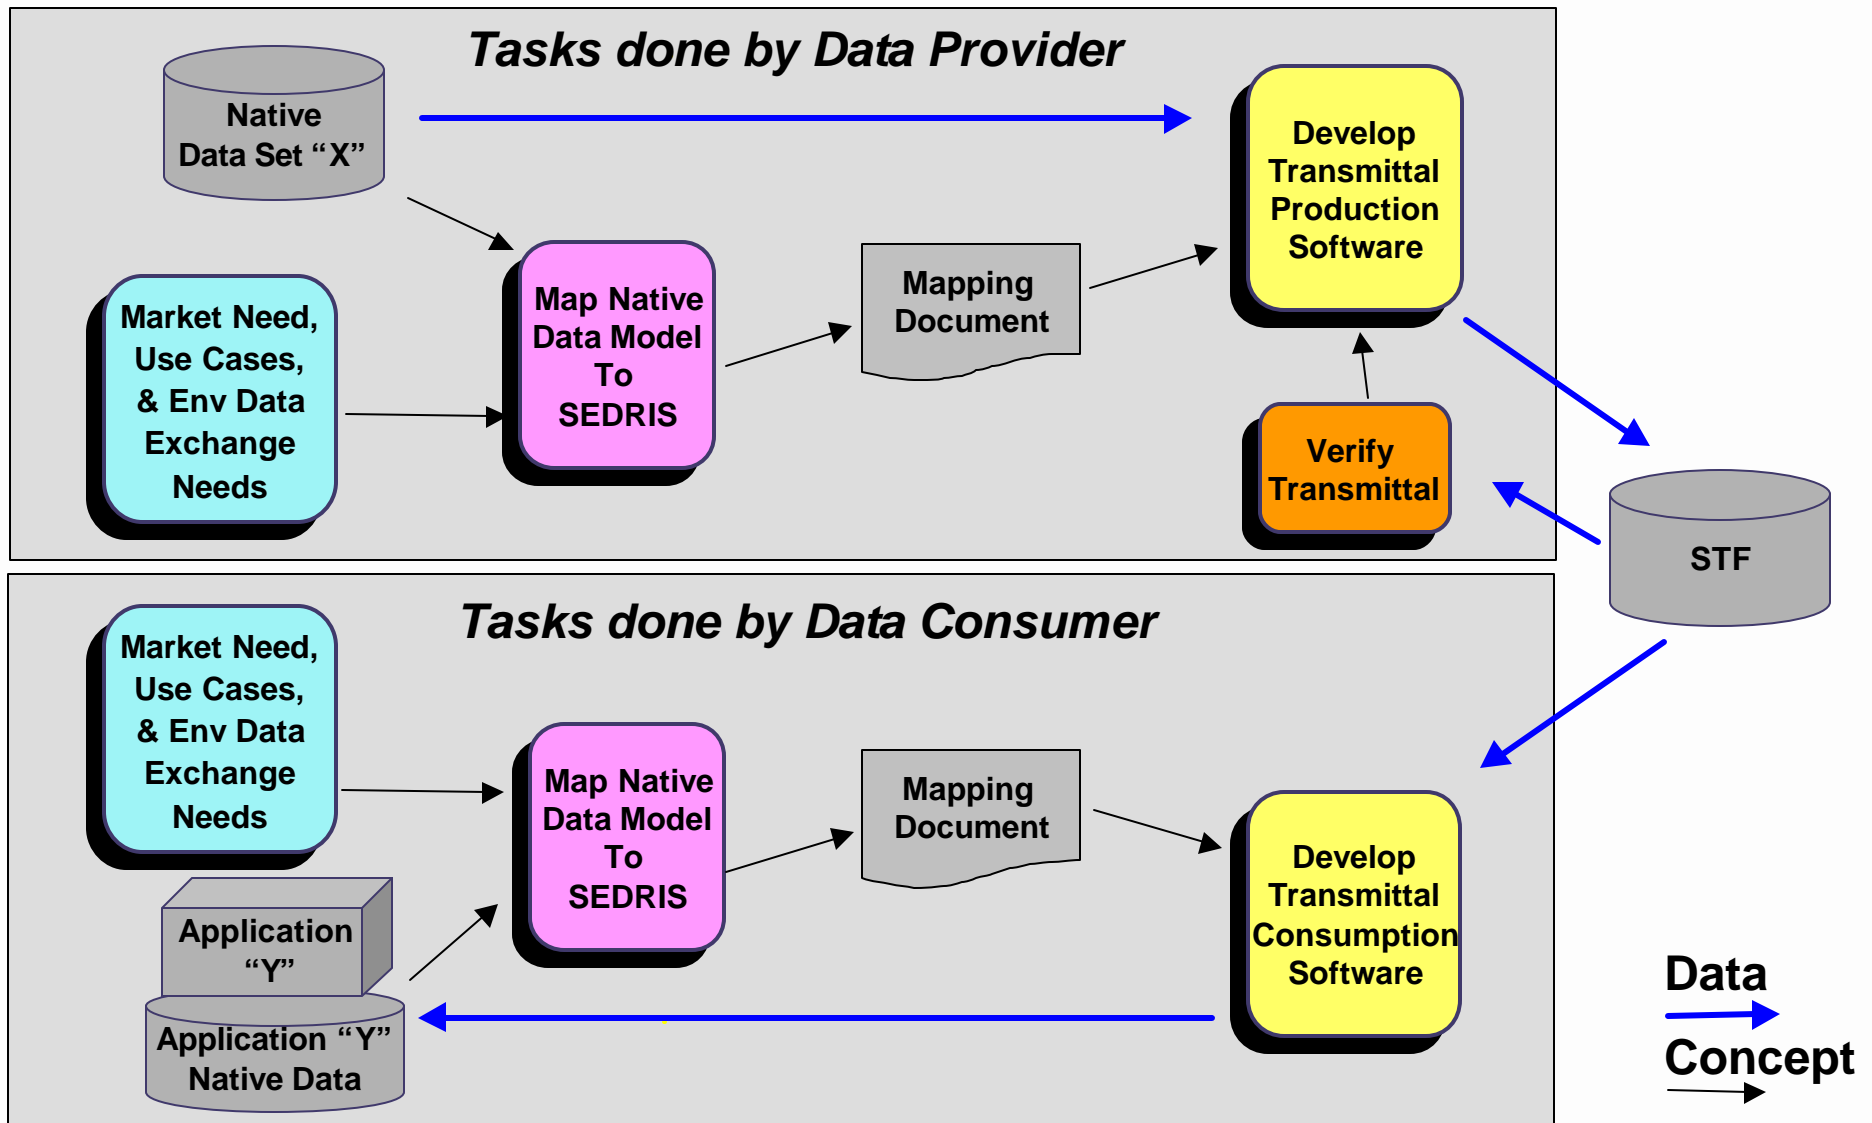 Tasks done by Data Provider
Native
Data Set “X”
Market Need,
Use Cases,
& Env Data
Exchange
Needs
Map Native
Data Model
To
SEDRIS
Mapping
Document
Develop
Transmittal
Production
Software
Verify
Transmittal
STF
Tasks done by Data Consumer
Market Need,
Use Cases,
& Env Data
Exchange
Needs
Application
“Y”
Application “Y”
Native Data
Map Native
Data Model
To
SEDRIS
Mapping
Document
Develop
Transmittal
Consumption
Software
Data
Concept